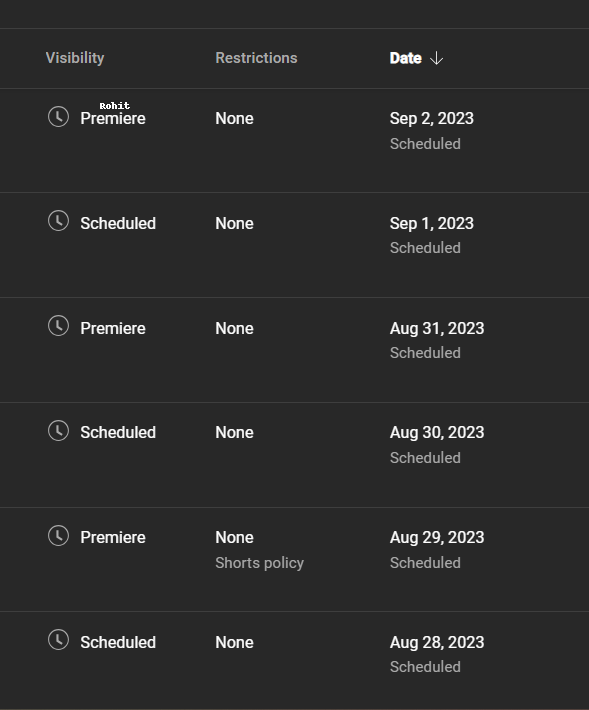 Visibility Restrictions Date ↓
Rohit
Premiere None Sep 2, 2023
Scheduled
Scheduled None Sep 1, 2023
Scheduled
Premiere None Aug 31, 2023
Scheduled
Scheduled None Aug 30, 2023
Scheduled
Premiere None Aug 29, 2023
Shorts policy Scheduled
Scheduled None Aug 28, 2023
Scheduled